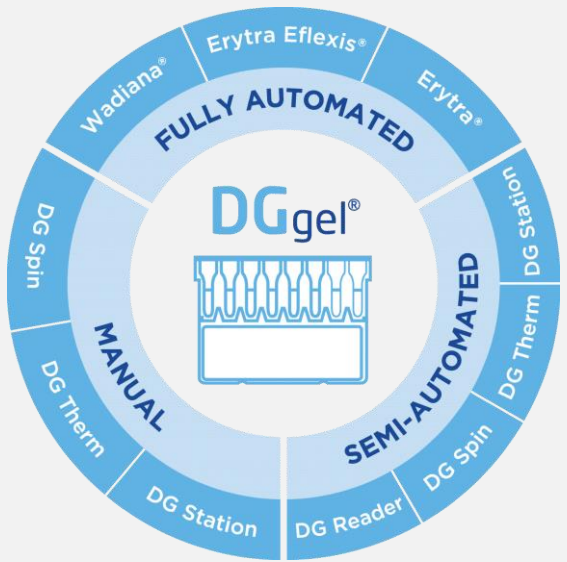 DGgel®
FULLY AUTOMATED
Wadiana®
Erytra Eflexis®
Erytra®
SEMI-AUTOMATED
DG Station
DG Therm
DG Spin
DG Reader
MANUAL
DG Station
DG Therm
DG Spin